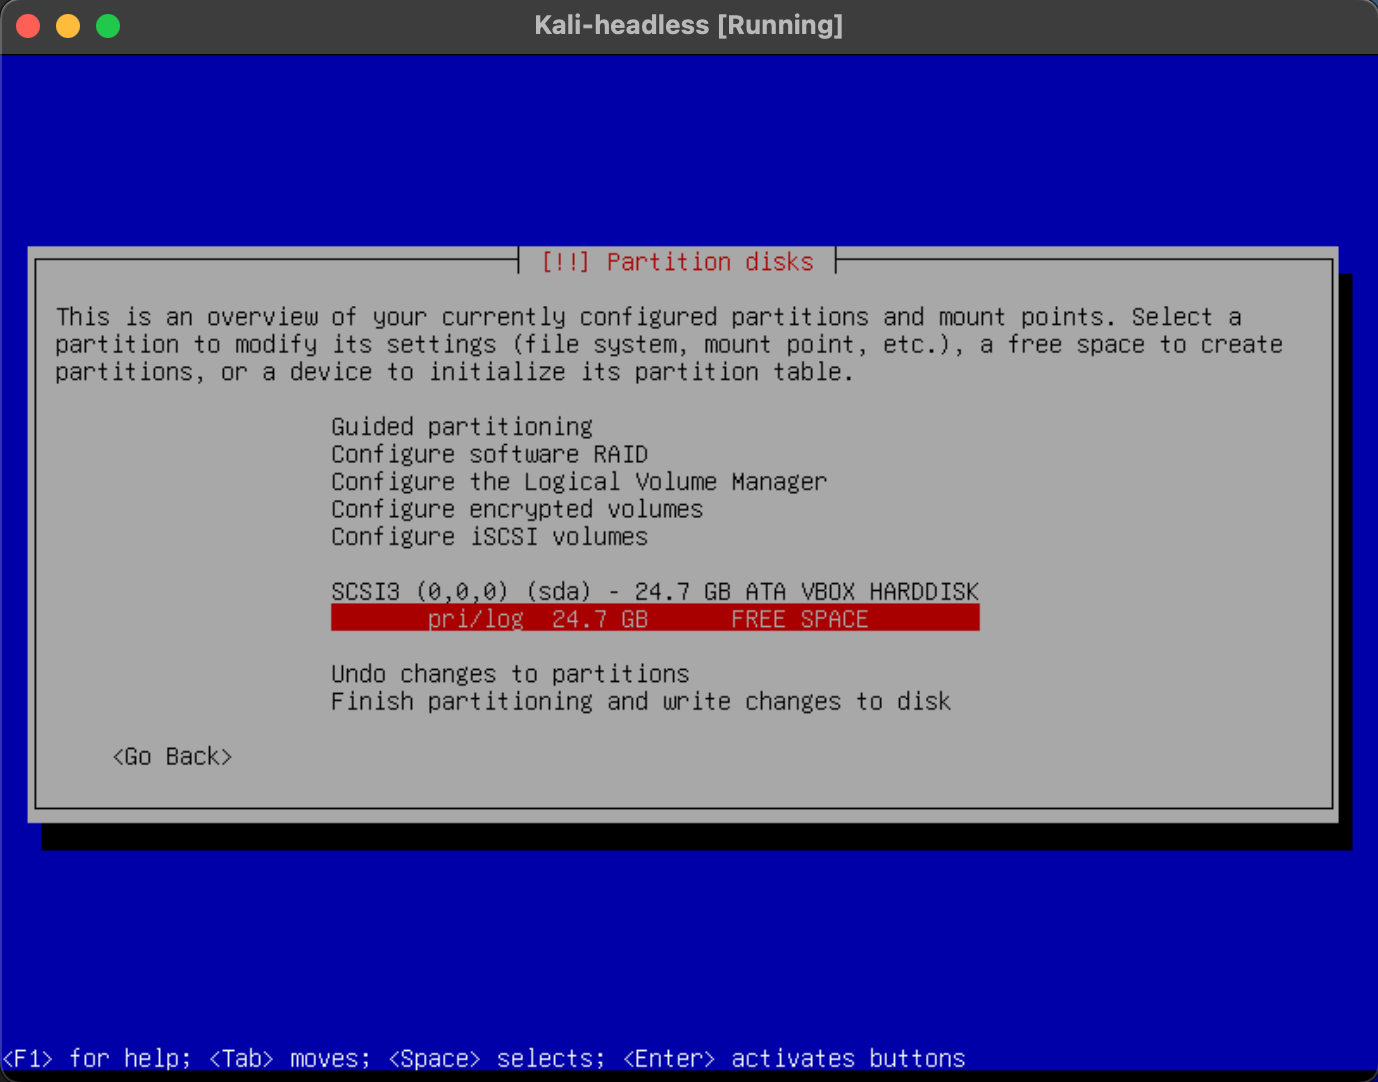 Kali-headless [Running]
[!!] Partition disks
This is an overview of your currently configured partitions and mount points. Select a
partition to modify its settings (file system, mount point, etc.), a free space to create
partitions, or a device to initialize its partition table.
Guided partitioning
Configure software RAID
Configure the Logical Volume Manager
Configure encrypted volumes
Configure iSCSI volumes
SCSI3 (0,0,0) (sda) - 24.7 GB ATA VBOX HARDDISK
pri/log 24.7 GB FREE SPACE
Undo changes to partitions
Finish partitioning and write changes to disk
<Go Back>
<F1> for help; <Tab> moves; <Space> selects; <Enter> activates buttons